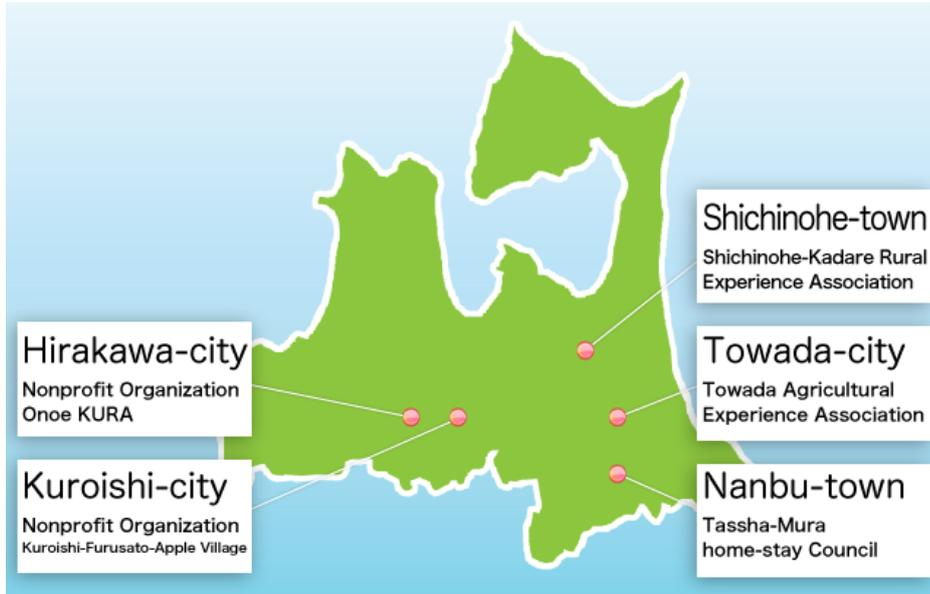 Shichinohe-town
Shichinohe-Kadare Rural
Experience Association
Hirakawa-city
Nonprofit Organization
Onoe KURA
Towada-city
Towada Agricultural
Experience Association
Kuroishi-city
Nonprofit Organization
Kuroishi-Furusato-Apple Village
Nanbu-town
Tassha-Mura
home-stay Council